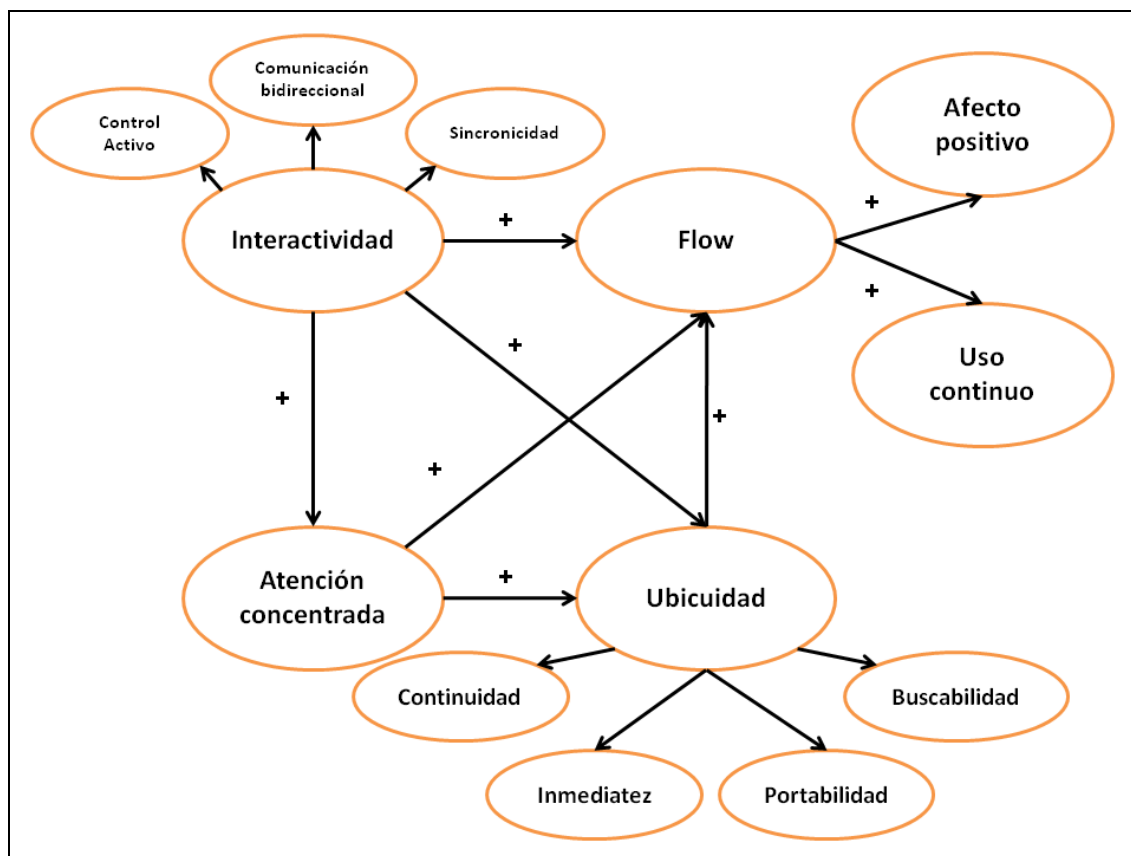 Comunicación
bidireccional
Control
Activo
Sincronicidad
Afecto
positivo
Interactividad
+
Flow
+
+
Uso
continuo
+
+
+
+
Atención
concentrada
+
Ubicuidad
Continuidad
Buscabilidad
Inmediatez
Portabilidad